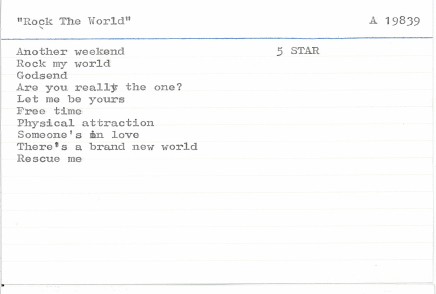 "Rock The World" A 19839
Another weekend 5 STAR
Rock my world
Godsend
Are you really the one?
Let me be yours
Free time
Physical attraction
Someone's in love
There's a brand new world
Rescue me